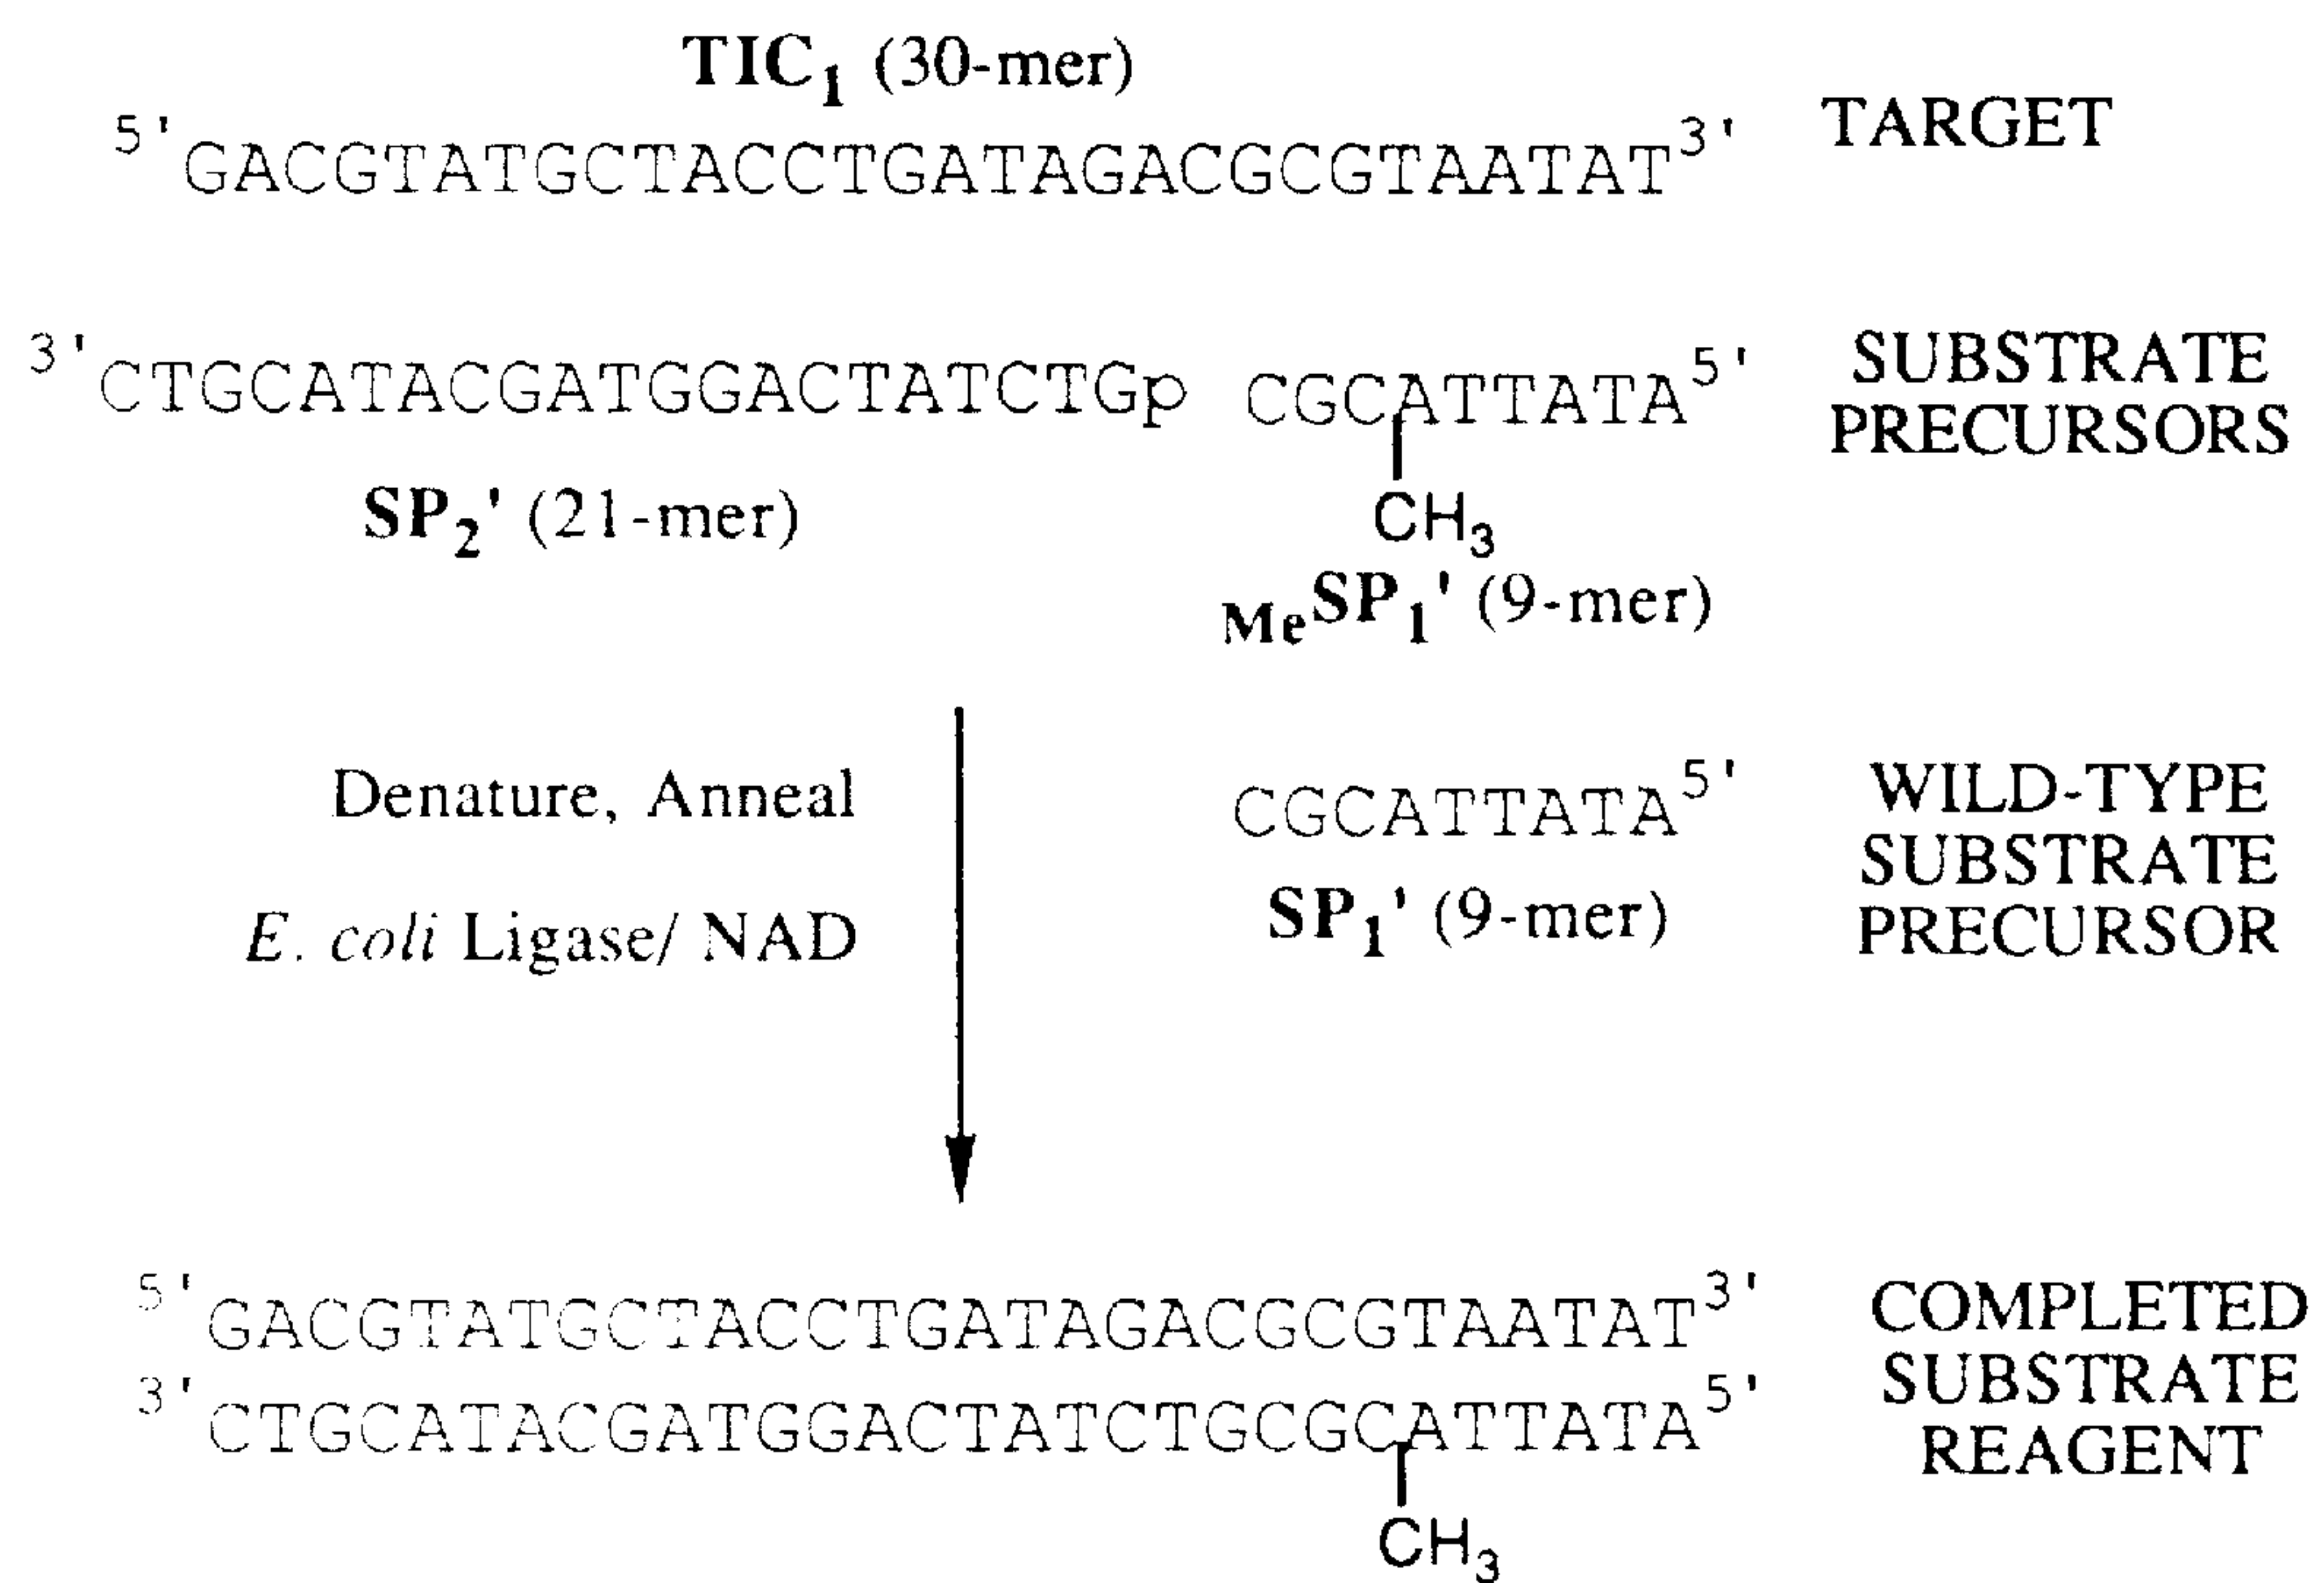 TIC1 (30-mer)
5'GACGTATGCTACCTGATAGACGCGTAATAT3' TARGET
3'CTGCATACGATGGACTATCTGp CGCATTATA5' SUBSTRATE PRECURSORS
CH3
SP2' (21-mer)
MeSP1' (9-mer)
Denature, Anneal
E. coli Ligase/ NAD
CGCATTATA5'
SP1' (9-mer)
WILD-TYPE
SUBSTRATE
PRECURSOR
5'GACGTATGCTACCTGATAGACGCGTAATAT3'
3'CTGCATACGATGGACTATCTGCGCATTATA5'
CH3
COMPLETED
SUBSTRATE
REAGENT